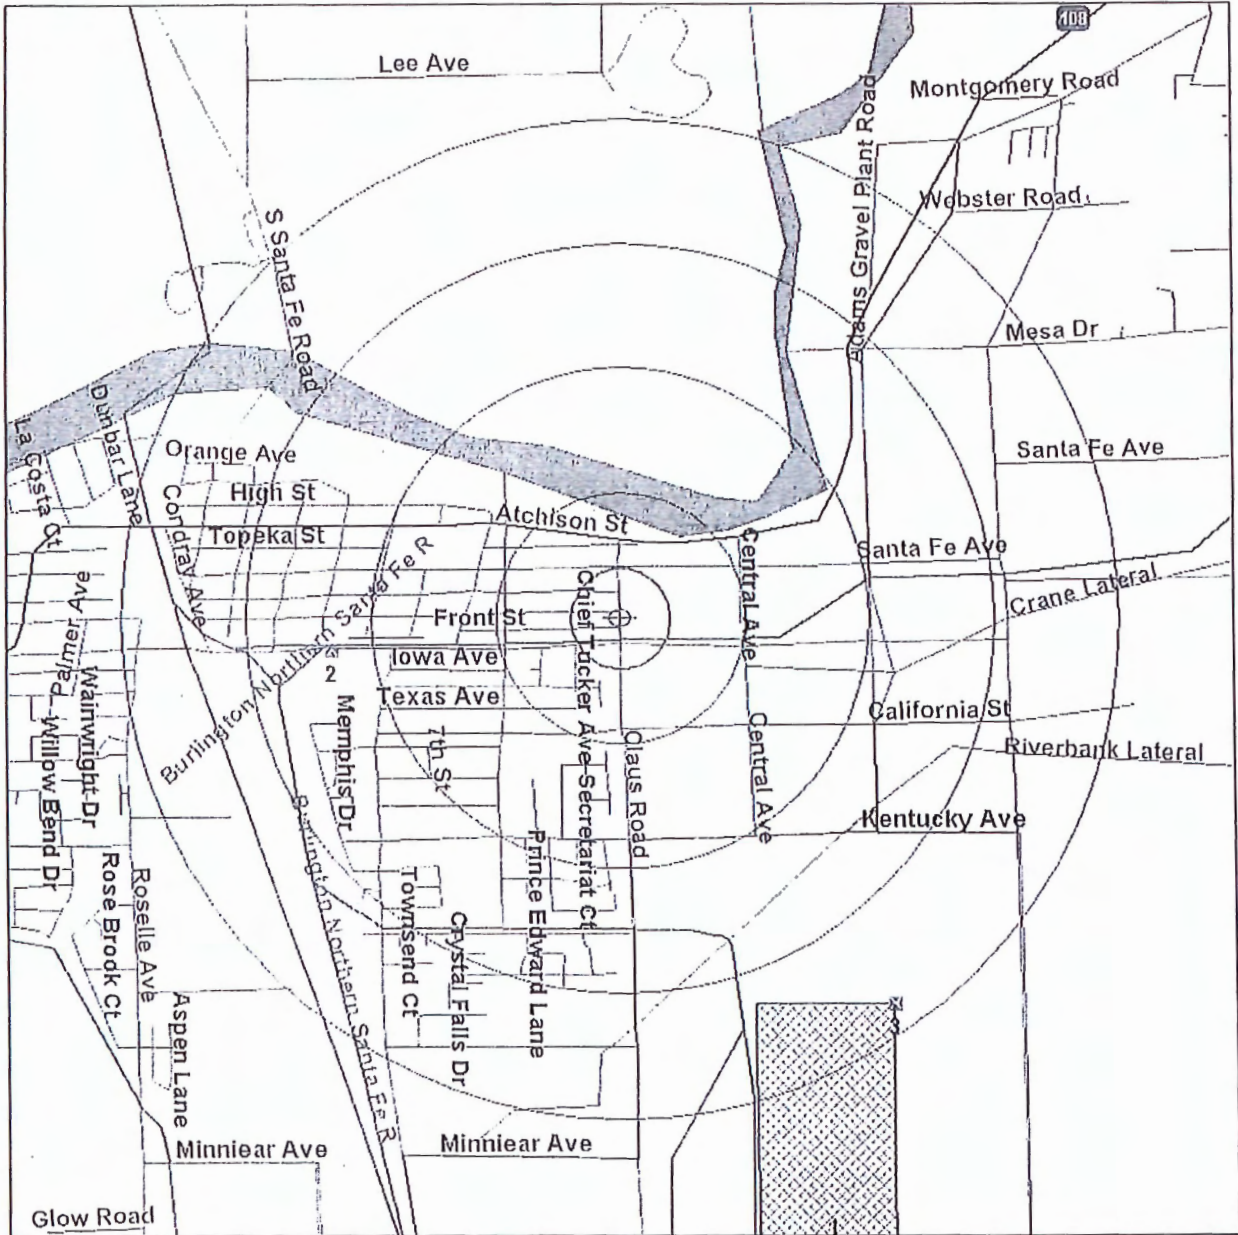 108
Lee Ave
Montgomery Road
Adams Gravel Plant Road
Webster Road
S Santa Fe Road
Mesa Dr
Dunbar Lane
La Costa Ct
Orange Ave
Santa Fe Ave
High St
Condray Ave
Atchison St
Topeka St
Central Ave
Santa Fe Ave
Burlington Northern Santa Fe R
Chief Tucker Ave
Crane Lateral
Palmer Ave
Front St
Iowa Ave
2
Wainwright Dr
Texas Ave
Memphis Dr
California St
Willow Bend Dr
7th St
Claus Road
Central Ave
Riverbank Lateral
Secretariat Ct
Burlington Northern Santa Fe R
Kentucky Ave
Prince Edward Lane
Rose Brook Ct
Roselle Ave
Townsend Ct
Crystal Falls Dr
Aspen Lane
3
Minniear Ave
Minniear Ave
Glow Road